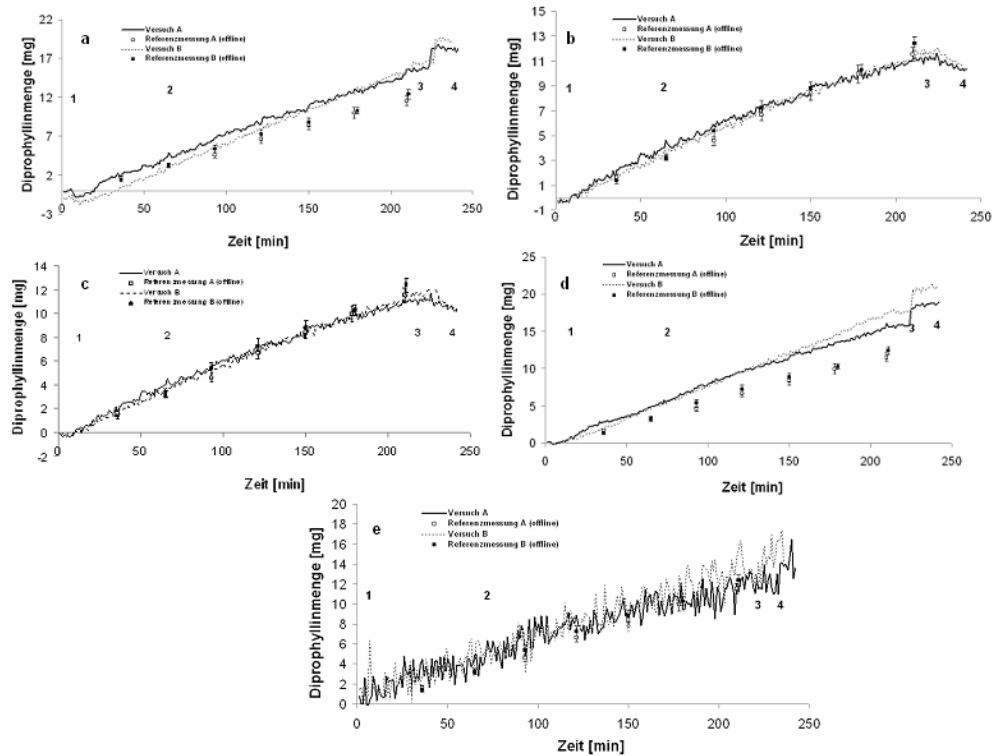 a
Versuch A
Referenzmessung A (offline)
Versuch B
Referenzmessung B (offline)
Diprophyllinmenge [mg]
22
17
12
7
2
-3
0
50
100
150
200
250
Zeit [min]
1
2
3
4
b
Versuch A
Referenzmessung A (offline)
Versuch B
Referenzmessung B (offline)
Diprophyllinmenge [mg]
15
13
11
9
7
5
3
1
-1
0
50
100
150
200
250
Zeit [min]
1
2
3
4
c
Versuch A
Referenzmessung A (offline)
Versuch B
Referenzmessung B (offline)
Diprophyllinmenge [mg]
14
12
10
8
6
4
2
0
-2
0
50
100
150
200
250
Zeit [min]
1
2
3
4
d
Versuch A
Referenzmessung A (offline)
Versuch B
Referenzmessung B (offline)
Diprophyllinmenge [mg]
25
20
15
10
5
0
0
50
100
150
200
250
Zeit [min]
1
2
3
4
e
Versuch A
Referenzmessung A (offline)
Versuch B
Referenzmessung B (offline)
Diprophyllinmenge [mg]
20
18
16
14
12
10
8
6
4
2
0
0
50
100
150
200
250
Zeit [min]
1
2
3
4